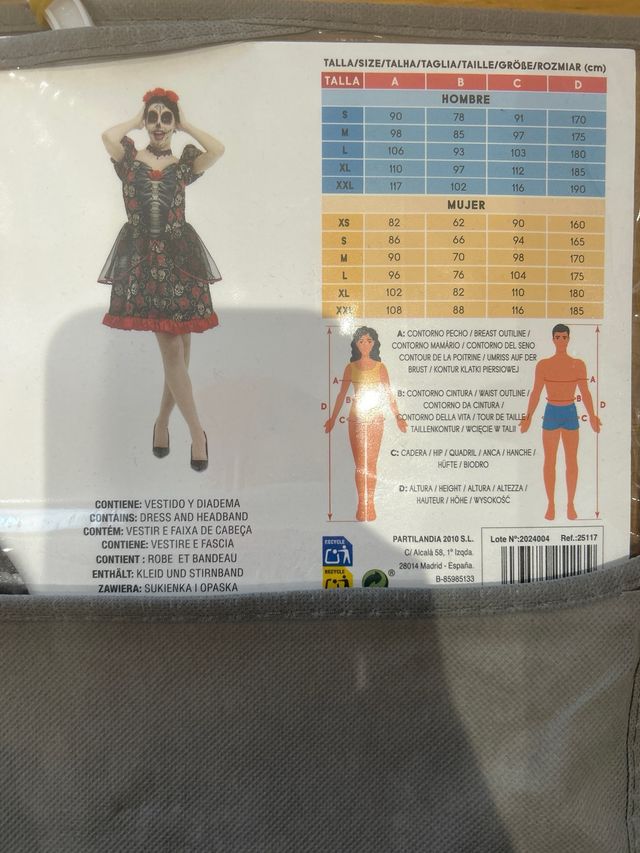 TALLA/SIZE/TALHA/TAGLIA/TAILLE/GRÖßE/ROZMIAR (cm)
TALLA A B C D
HOMBRE
S 90 78 91 170
M 98 85 97 175
L 106 93 103 180
XL 110 97 112 185
XXL 117 102 116 190
MUJER
XS 82 62 90 160
S 86 66 94 165
M 90 70 98 170
L 96 76 104 175
XL 102 82 110 180
XXL 108 88 116 185
A: CONTORNO PECHO / BREAST OUTILINE /
CONTORNO MAMÁRIO / CONTORNO DEL SENO
CONTOUR DE LA POITRINE / UMRISS AUF DER
BRUST / KONTUR KLATKI PIERSIOWEJ
B: CONTORNO CINTURA / WAIST OUTLINE /
CONTORNO DA CINTURA /
CONTORNO DELLA VITA / TOUR DE TAILLE /
TAILLENKONTUR / WCIĘCIE W TALII
C: CADERA / HIP / QUADRIL / ANCA / HANCHE /
HÜFTE / BIODRO
D: ALTURA / HEIGHT / ALTURA / ALTEZZA /
HAUTEUR / HÖHE / WYSOKOŚĆ
A
B
C
D
A
B
C
D
CONTIENE: VESTIDO Y DIADEMA
CONTAINS: DRESS AND HEADBAND
CONTÉM: VESTIR E FAIXA DE CABEÇA
CONTIENE: VESTIRE E FASCIA
CONTIENT : ROBE ET BANDEAU
ENTHÄLT: KLEID UND STIRNBAND
ZAWIERA: SUKIENKA I OPASKA
RECYCLE
RECYCLE
®
PARTILANDIA 2010 S.L.
C/ Alcalá 58, 1º Izqda.
28014 Madrid - España.
B-85985133
Lote Nº:2024004 Ref.:25117